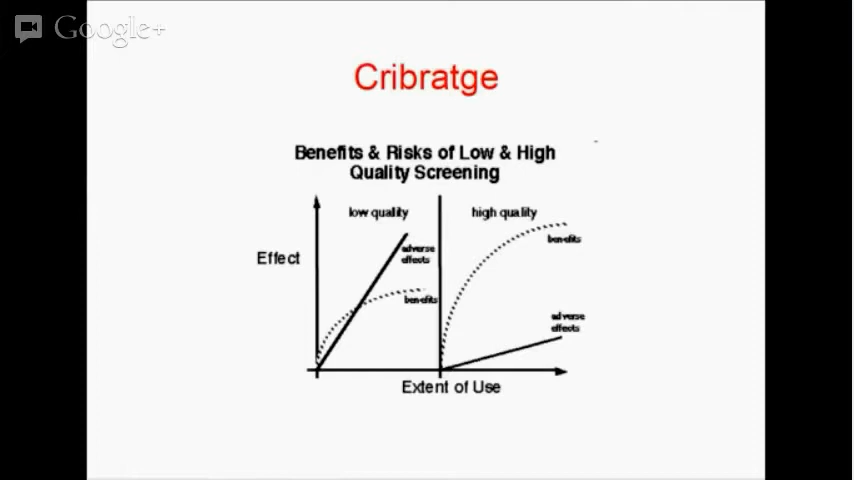 Google+
Cribratge
Benefits & Risks of Low & High
Quality Screening
low quality
high quality
adverse
effects
benefits
benefits
Effect
adverse
effects
Extent of Use